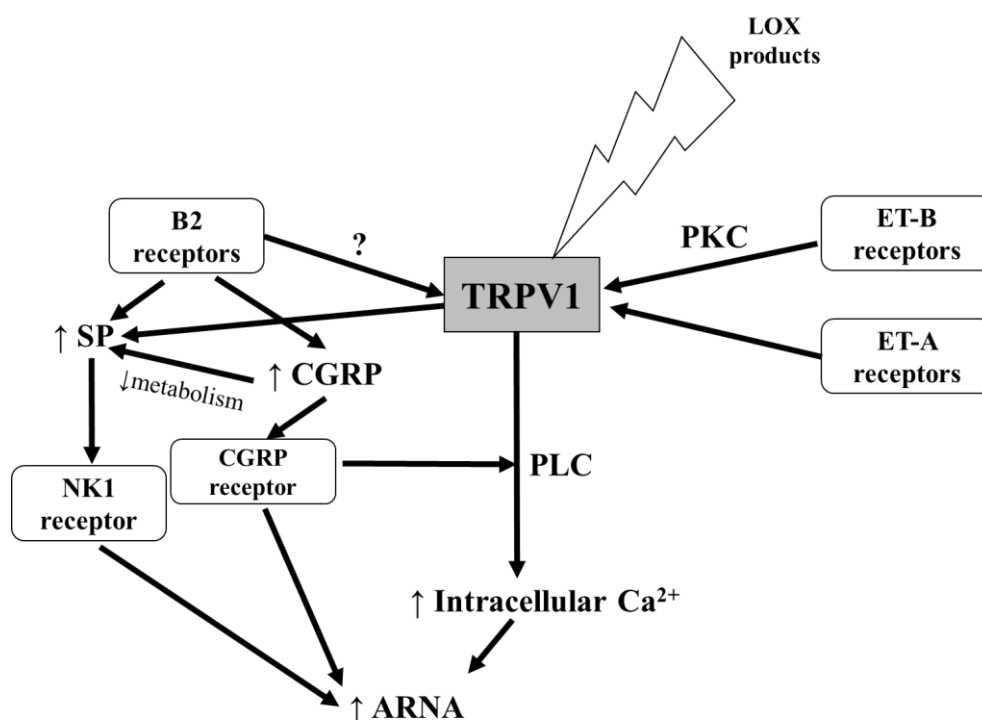 LOX
products
B2
receptors
?
PKC
ET-B
receptors
TRPV1
↑ SP
↓metabolism
↑ CGRP
ET-A
receptors
CGRP
receptor
PLC
NK1
receptor
↑ Intracellular Ca²⁺
↑ ARNA